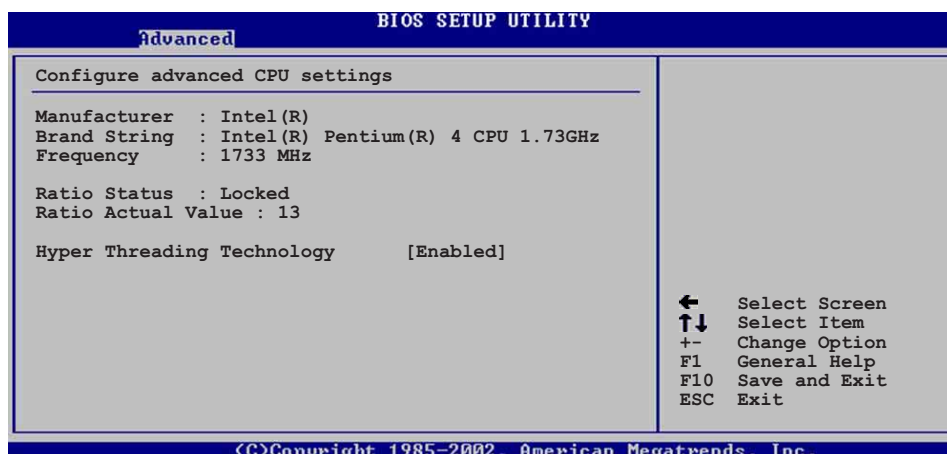 BIOS SETUP UTILITY
Advanced
Configure advanced CPU settings
Manufacturer : Intel(R)
Brand String : Intel(R) Pentium(R) 4 CPU 1.73GHz
Frequency : 1733 MHz
Ratio Status : Locked
Ratio Actual Value : 13
Hyper Threading Technology [Enabled]
← Select Screen
↑↓ Select Item
+- Change Option
F1 General Help
F10 Save and Exit
ESC Exit
(C)Copyright 1985-2002, American Megatrends, Inc.